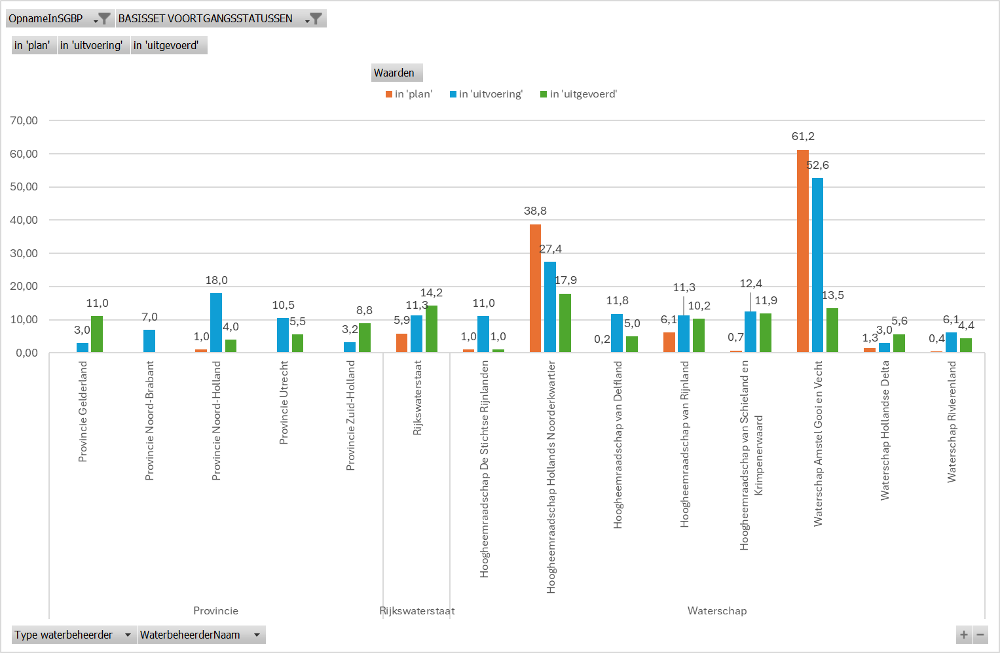 OpnameInSGBP BASISSET VOORTGANGSSTATUSSEN
in 'plan' in 'uitvoering' in 'uitgevoerd'
Waarden
in 'plan' in 'uitvoering' in 'uitgevoerd'
70,00
60,00
50,00
40,00
30,00
20,00
10,00
0,00
3,0 11,0
7,0
1,0 18,0 4,0
10,5 5,5
3,2 8,8
5,9 11,3 14,2
1,0 11,0 1,0
38,8 27,4 17,9
0,2 11,8 5,0
6,1 11,3 10,2
0,7 12,4 11,9
61,2 52,6 13,5
1,3 3,0 5,6
0,4 6,1 4,4
Provincie Gelderland
Provincie Noord-Brabant
Provincie Noord-Holland
Provincie Utrecht
Provincie Zuid-Holland
Rijkswaterstaat
Hoogheemraadschap De Stichtse Rijnlanden
Hoogheemraadschap Hollands Noorderkwartier
Hoogheemraadschap van Delfland
Hoogheemraadschap van Rijnland
Hoogheemraadschap van Schieland en
Krimpenerwaard
Waterschap Amstel Gooi en Vecht
Waterschap Hollandse Delta
Waterschap Rivierenland
Provincie Rijkswaterstaat Waterschap
Type waterbeheerder WaterbeheerderNaam + −